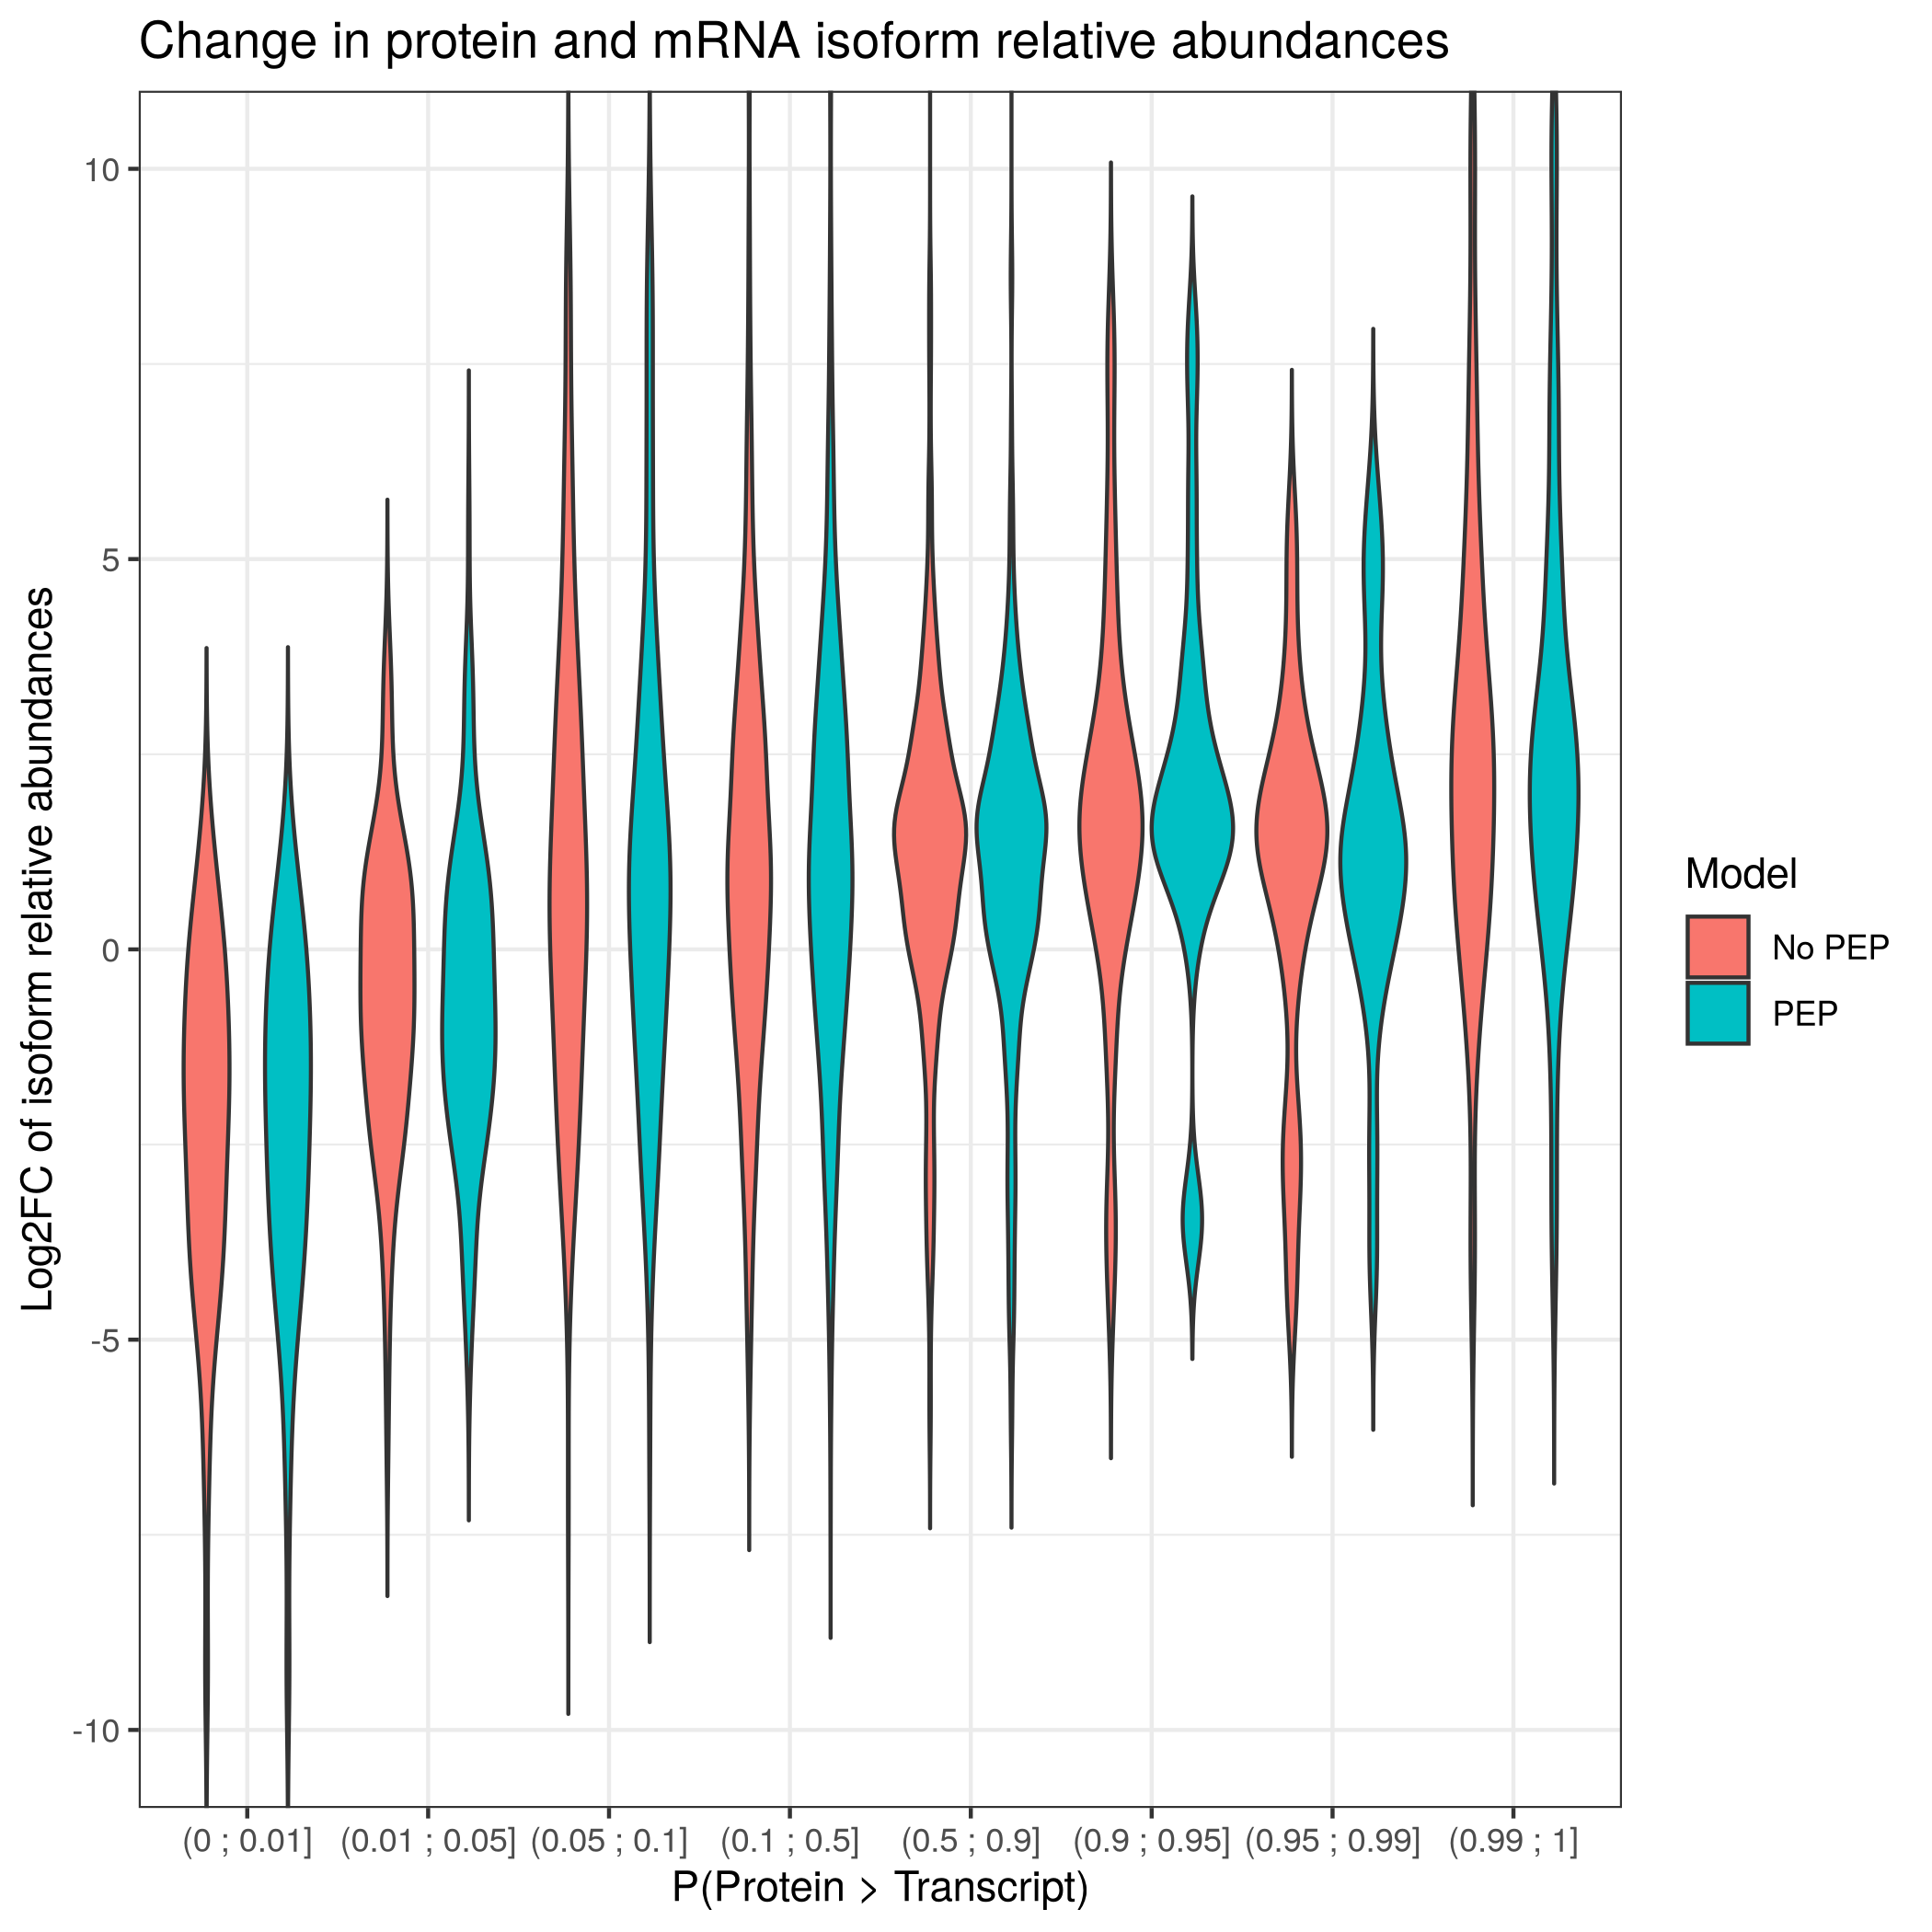 Change in protein and mRNA isoform relative abundances
Log2FC of isoform relative abundances
10
5
0
-5
-10
(0 ; 0.01]
(0.01 ; 0.05]
(0.05 ; 0.1]
(0.1 ; 0.5]
(0.5 ; 0.9]
(0.9 ; 0.95]
(0.95 ; 0.99]
(0.99 ; 1]
P(Protein > Transcript)
Model
No PEP
PEP